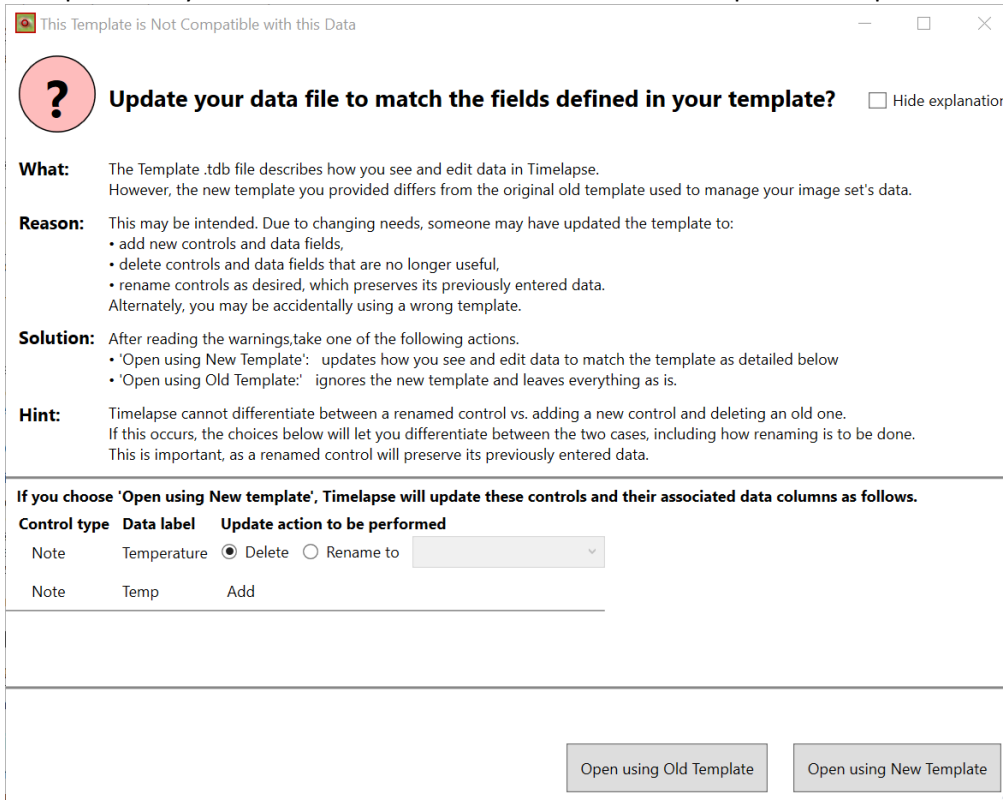 This Template is Not Compatible with this Data
?
Update your data file to match the fields defined in your template?
Hide explanation
What: The Template .tdb file describes how you see and edit data in Timelapse.
However, the new template you provided differs from the original old template used to manage your image set's data.
Reason: This may be intended. Due to changing needs, someone may have updated the template to:
• add new controls and data fields,
• delete controls and data fields that are no longer useful,
• rename controls as desired, which preserves its previously entered data.
Alternately, you may be accidentally using a wrong template.
Solution: After reading the warnings,take one of the following actions.
• 'Open using New Template': updates how you see and edit data to match the template as detailed below
• 'Open using Old Template:' ignores the new template and leaves everything as is.
Hint: Timelapse cannot differentiate between a renamed control vs. adding a new control and deleting an old one.
If this occurs, the choices below will let you differentiate between the two cases, including how renaming is to be done.
This is important, as a renamed control will preserve its previously entered data.
If you choose 'Open using New template', Timelapse will update these controls and their associated data columns as follows.
Control type Data label Update action to be performed
Note Temperature Delete Rename to
Note Temp Add
Open using Old Template Open using New Template